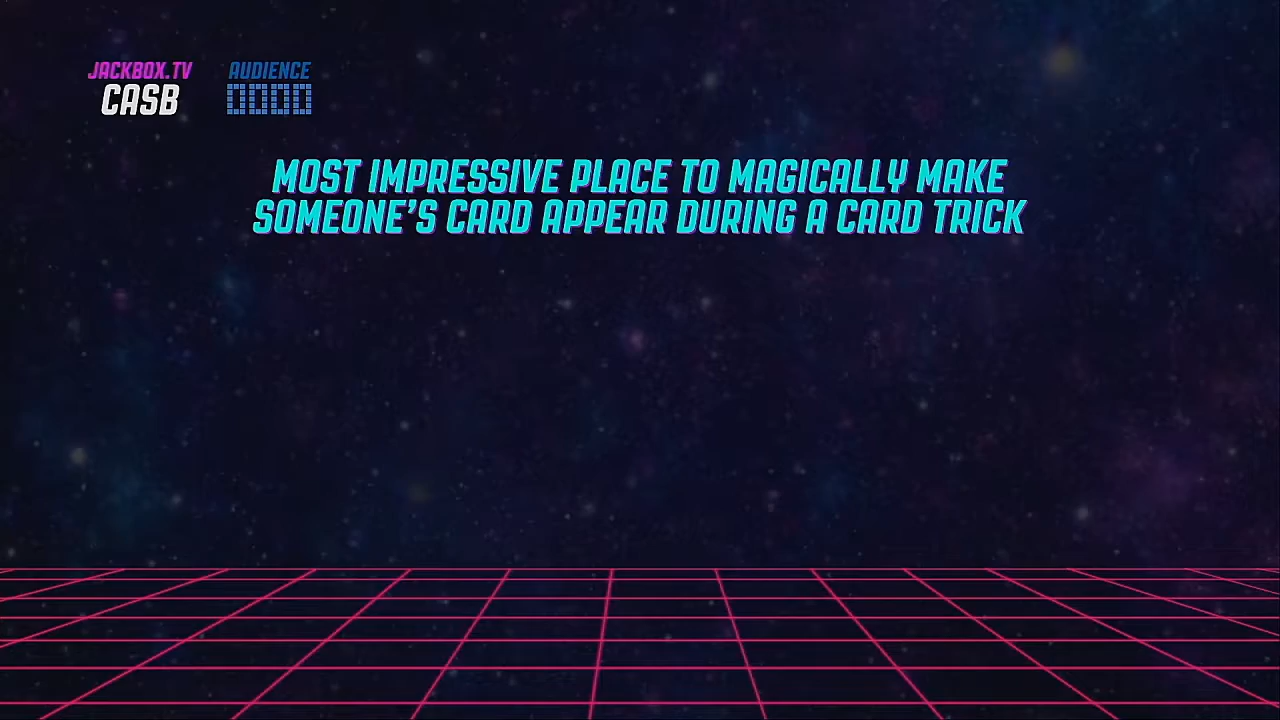 JACKBOX.TV
CASB
AUDIENCE
0000
MOST IMPRESSIVE PLACE TO MAGICALLY MAKE
SOMEONE'S CARD APPEAR DURING A CARD TRICK